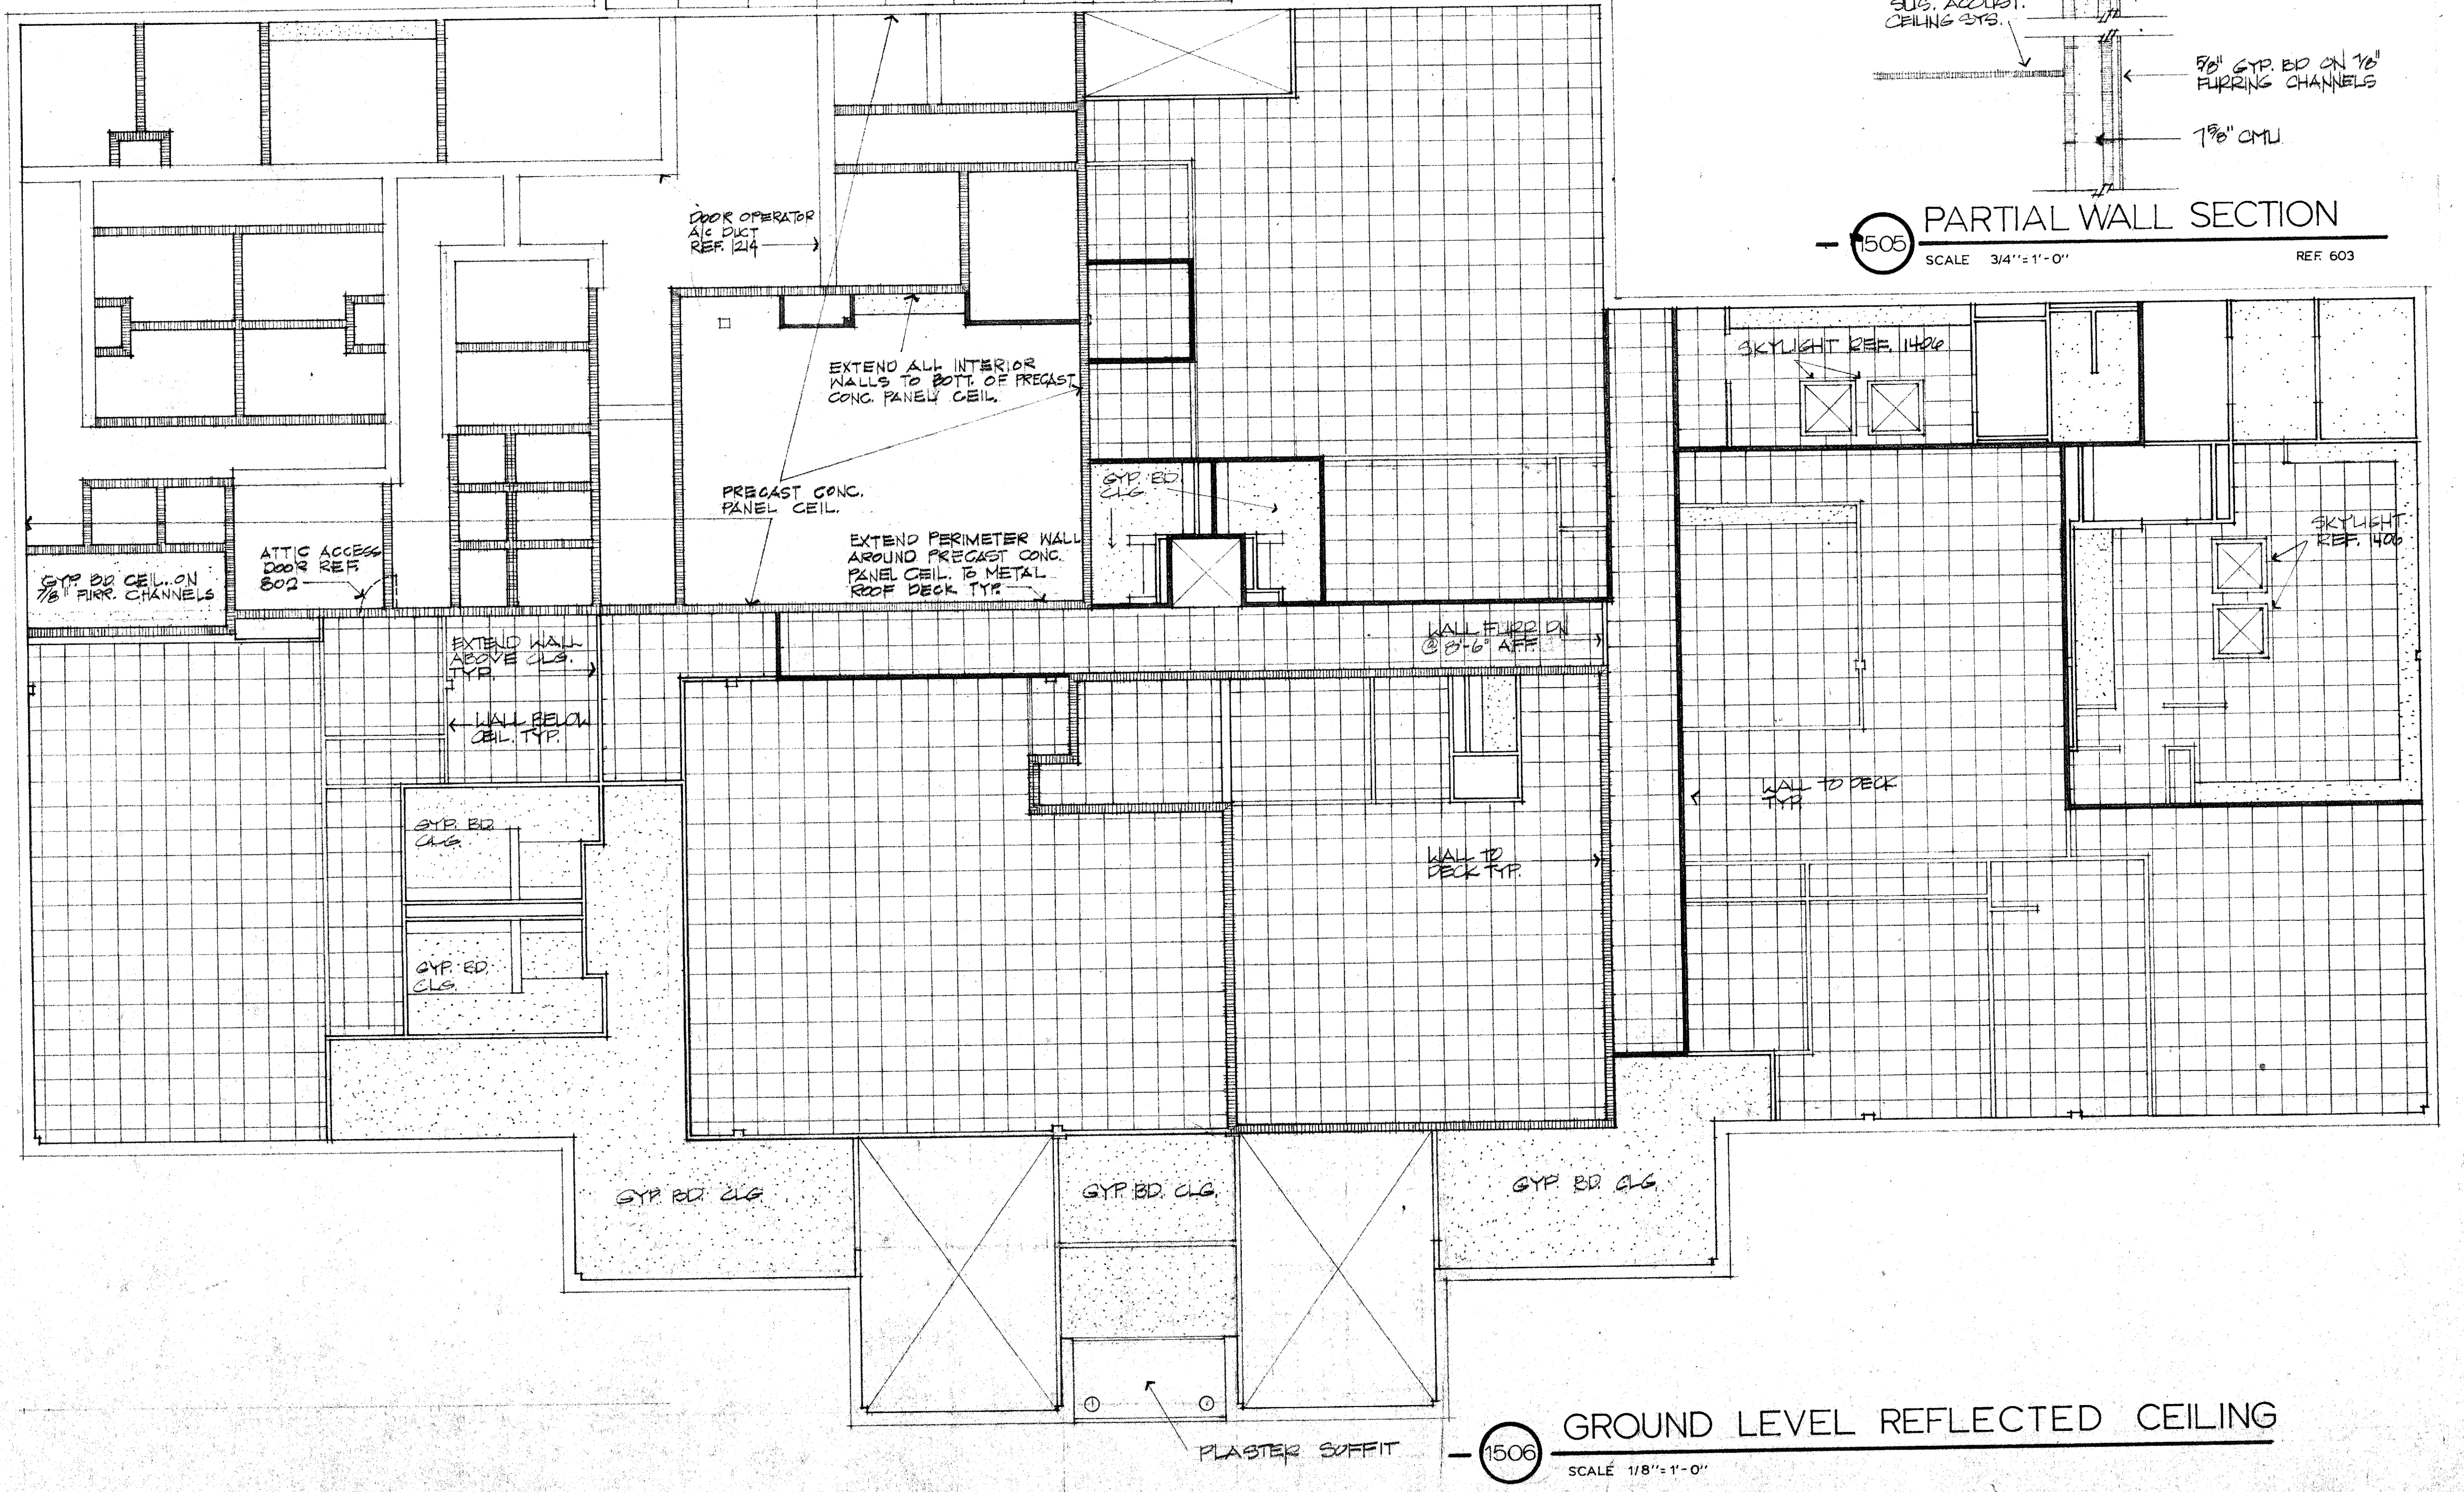 SUS. ACOUST.
CEILING SYS.
5/8" GYP. BD ON 7/8"
FURRING CHANNELS
7 5/8" CMU
1505
PARTIAL WALL SECTION
SCALE 3/4"=1'-0"
REF. 603
DOOR OPERATOR
A/C DUCT
REF. 1214
EXTEND ALL INTERIOR
WALLS TO BOTT. OF PRECAST
CONC. PANEL CEIL.
SKYLIGHT REF. 1406
PRECAST CONC.
PANEL CEIL.
GYP. BD.
CLG.
EXTEND PERIMETER WALL
AROUND PRECAST CONC.
PANEL CEIL. TO METAL
ROOF DECK TYP.
SKYLIGHT
REF. 1406
ATTIC ACCESS
DOOR REF.
802
GYP. BD. CEIL. ON
7/8" FURR. CHANNELS
EXTEND WALL
ABOVE CLG.
TYP.
WALL FURR DN
@ 8'-6" AFF.
WALL BELOW
CEIL. TYP.
WALL TO DECK
TYP.
GYP. BD.
CLG.
WALL TO
DECK TYP.
GYP. BD.
CLG.
GYP. BD. CLG.
GYP. BD. CLG.
GYP. BD. CLG.
PLASTER SOFFIT
1506
GROUND LEVEL REFLECTED CEILING
SCALE 1/8"=1'-0"